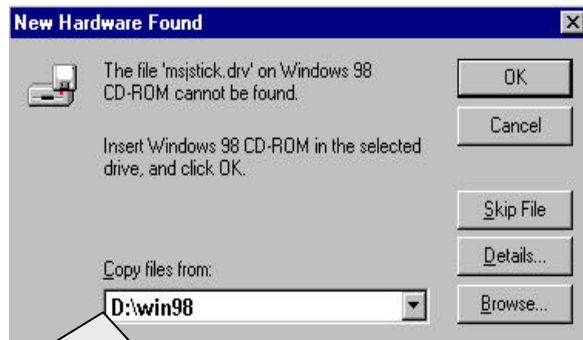 New Hardware Found
The file 'msjstick.drv' on Windows 98
CD-ROM cannot be found.
Insert Windows 98 CD-ROM in the selected
drive, and click OK.
Copy files from:
D:\win98
OK
Cancel
Skip File
Details...
Browse...